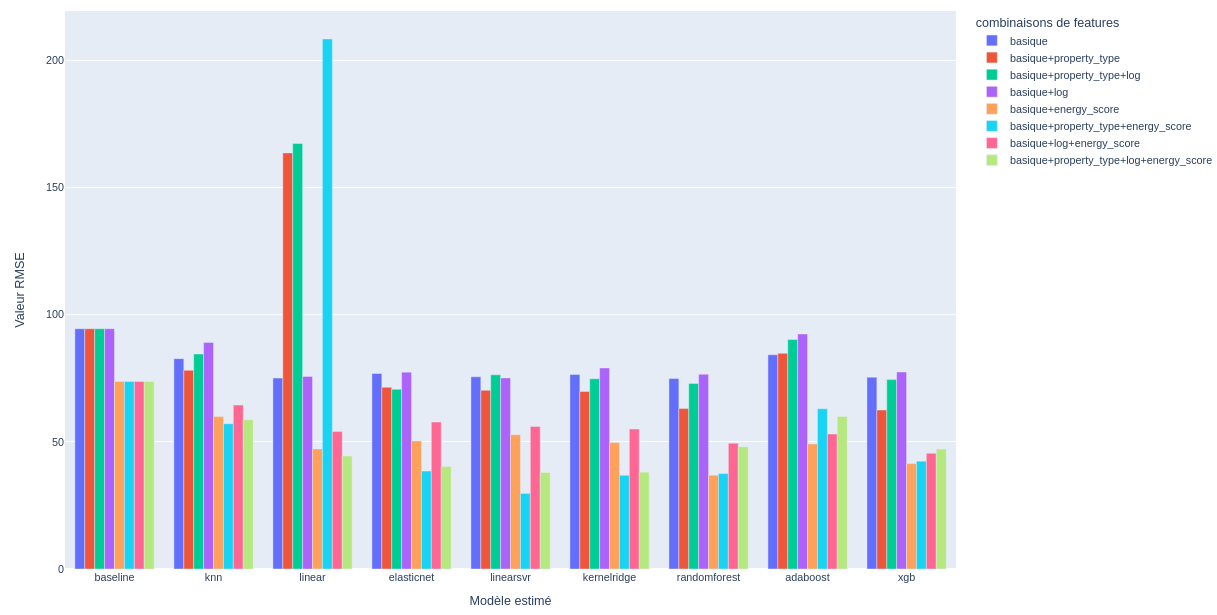 combinaisons de features
basique
basique+property_type
basique+property_type+log
basique+log
basique+energy_score
basique+property_type+energy_score
basique+log+energy_score
basique+property_type+log+energy_score
Valeur RMSE
200
150
100
50
0
baseline knn linear elasticnet linearsvr kernelridge randomforest adaboost xgb
Modèle estimé